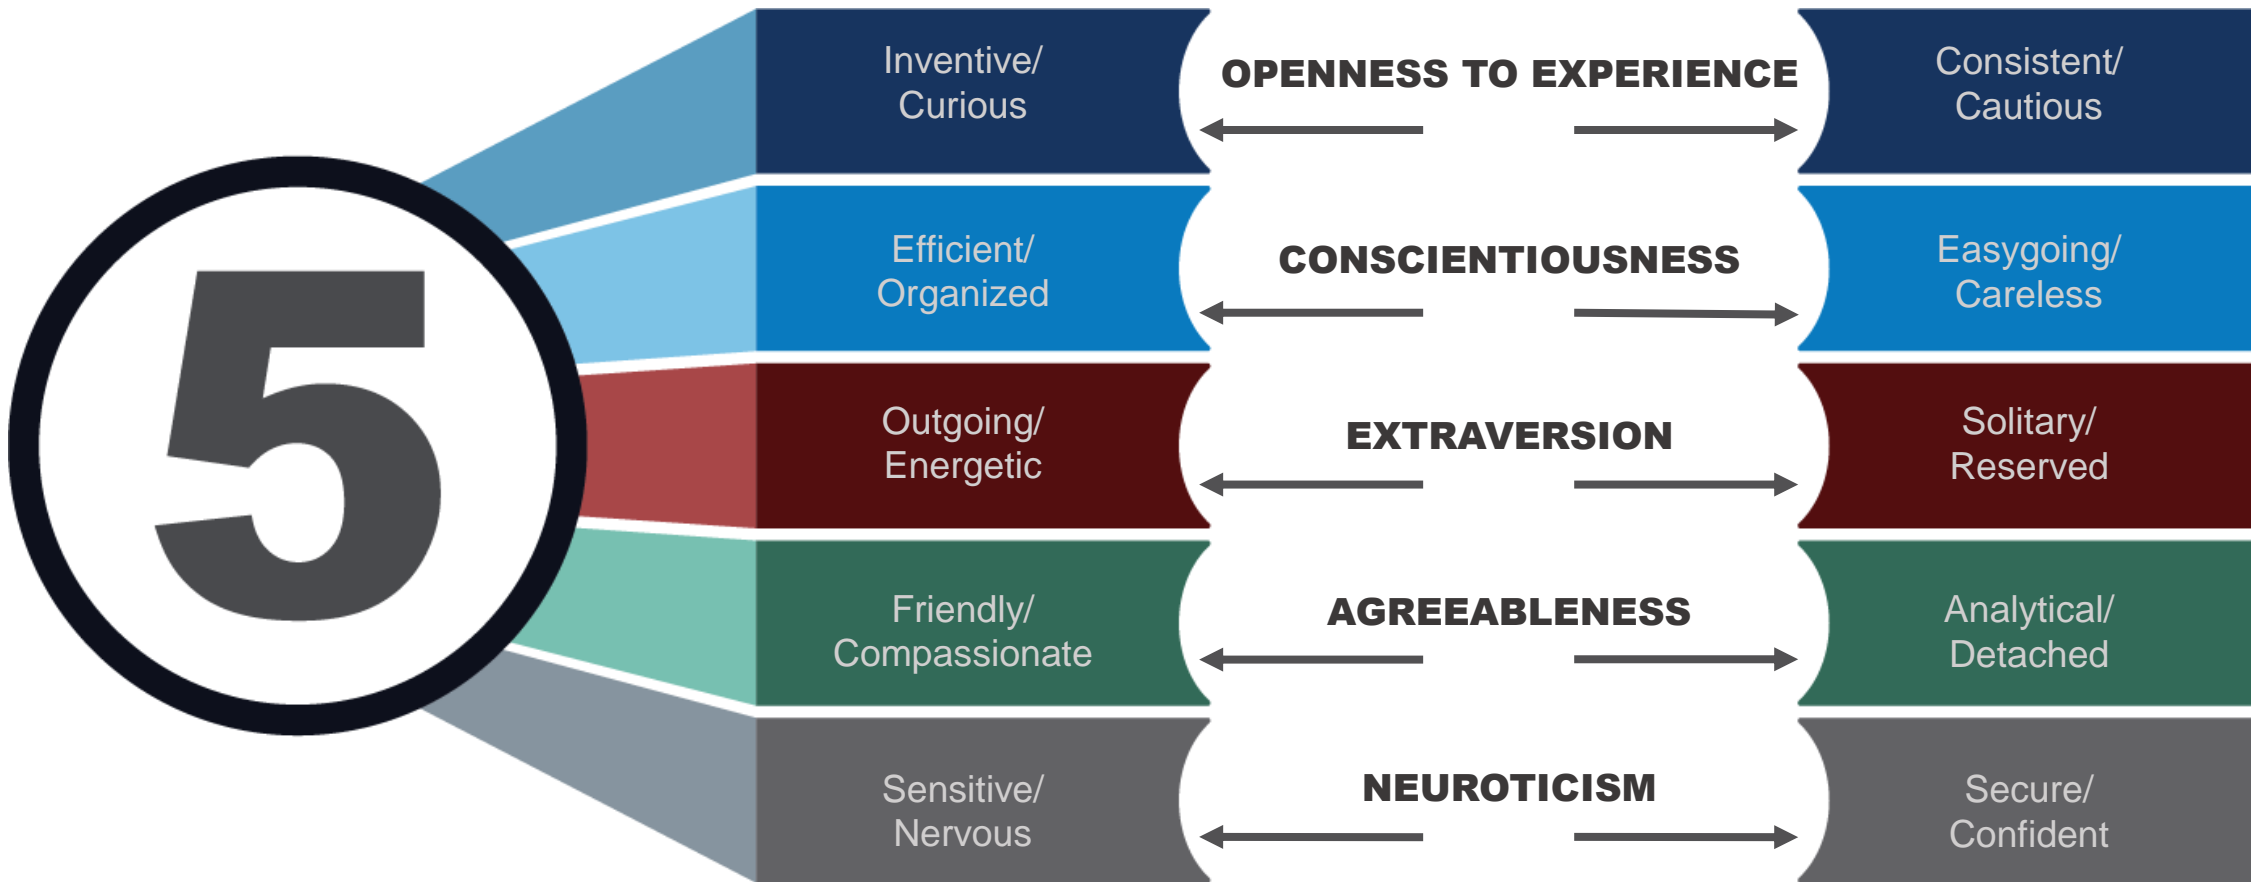 5
Inventive/
Curious
OPENNESS TO EXPERIENCE
Consistent/
Cautious
Efficient/
Organized
CONSCIENTIOUSNESS
Easygoing/
Careless
Outgoing/
Energetic
EXTRAVERSION
Solitary/
Reserved
Friendly/
Compassionate
AGREEABLENESS
Analytical/
Detached
Sensitive/
Nervous
NEUROTICISM
Secure/
Confident